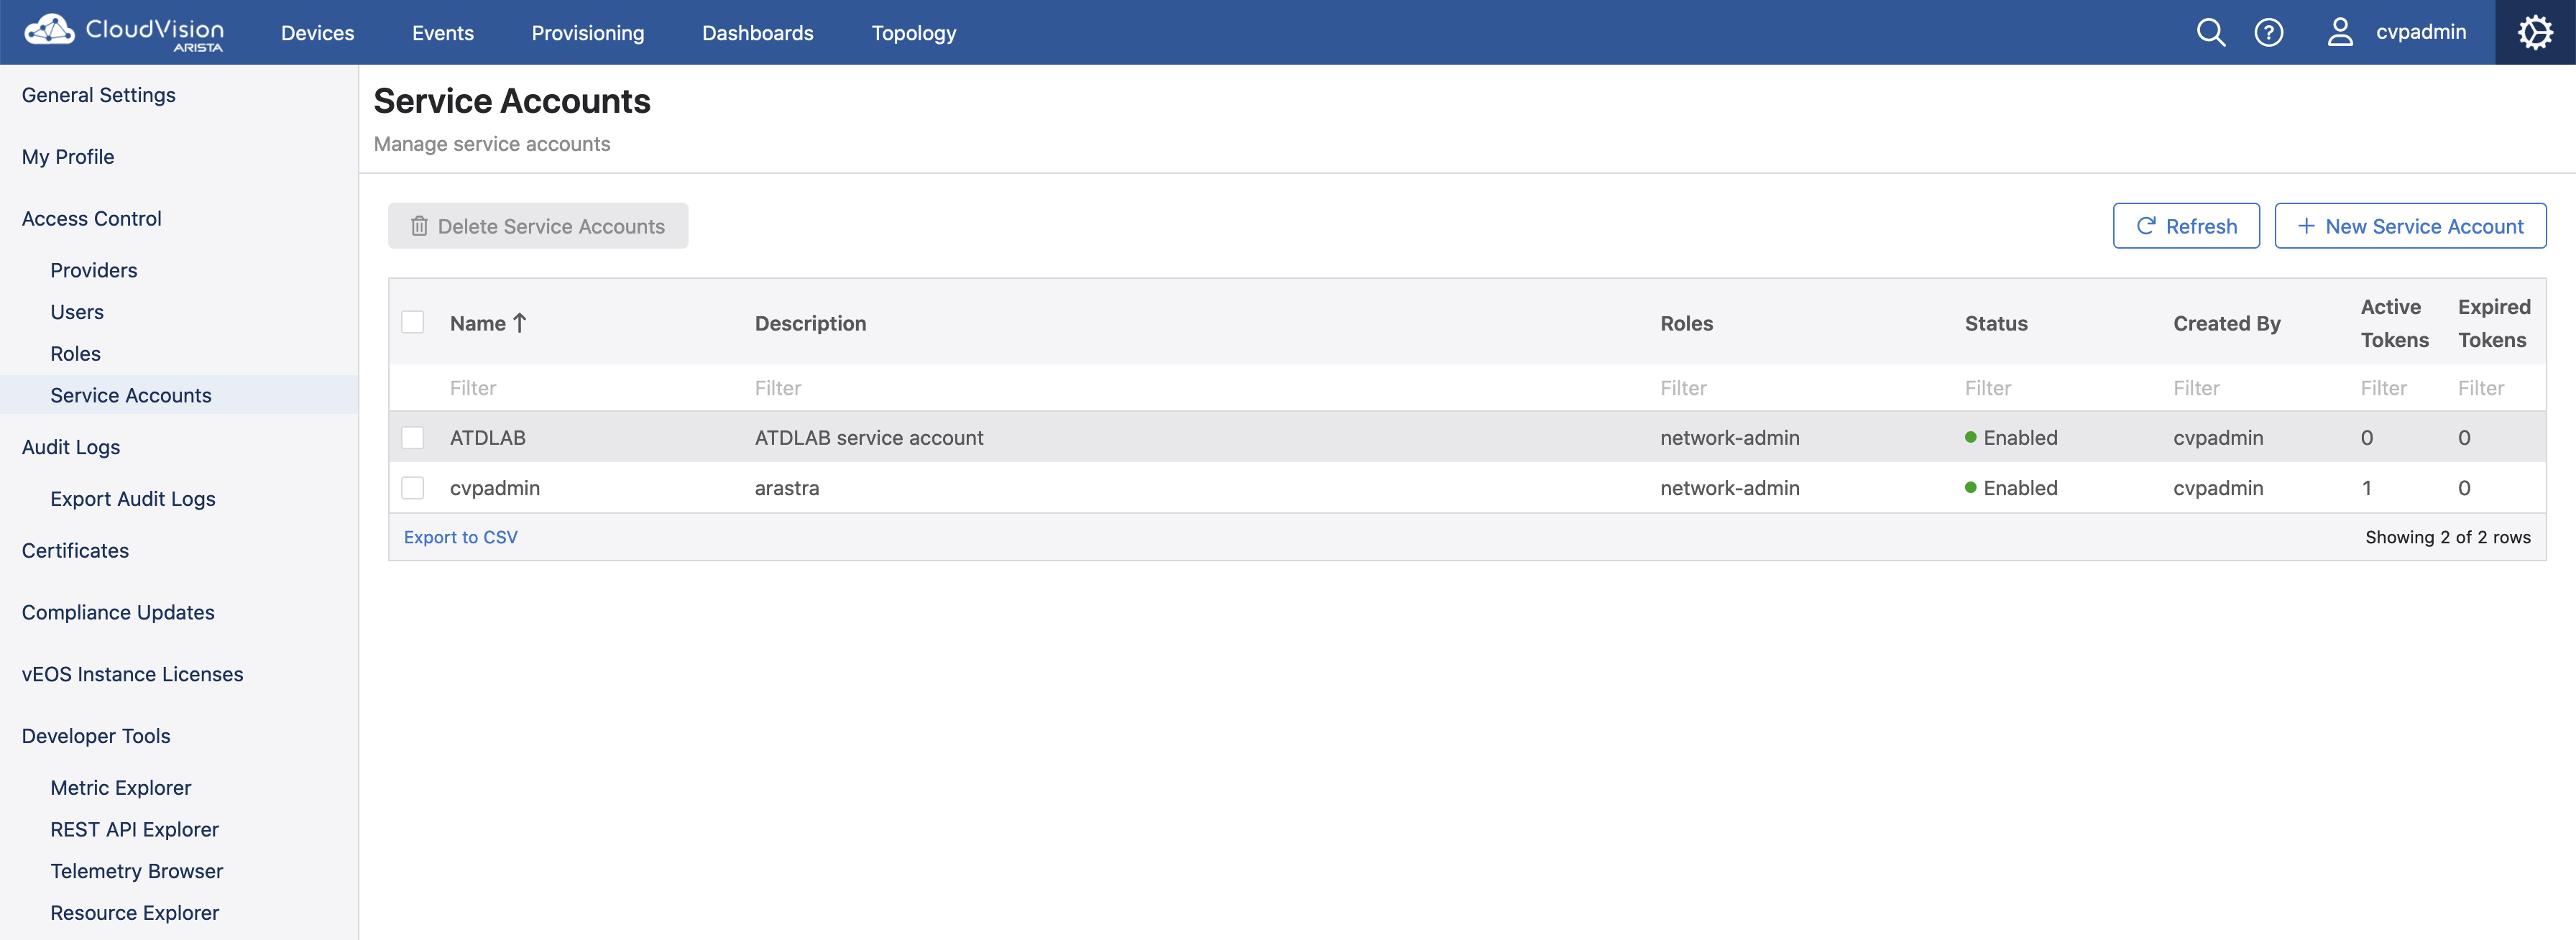 CloudVision
ARISTA
Devices Events Provisioning Dashboards Topology
? cvpadmin
General Settings
My Profile
Access Control
Providers
Users
Roles
Service Accounts
Audit Logs
Export Audit Logs
Certificates
Compliance Updates
vEOS Instance Licenses
Developer Tools
Metric Explorer
REST API Explorer
Telemetry Browser
Resource Explorer
Service Accounts
Manage service accounts
Delete Service Accounts Refresh + New Service Account
Name ↑ Description Roles Status Created By Active Tokens Expired Tokens
Filter Filter Filter Filter Filter Filter Filter
ATDLAB ATDLAB service account network-admin Enabled cvpadmin 0 0
cvpadmin arastra network-admin Enabled cvpadmin 1 0
Export to CSV Showing 2 of 2 rows